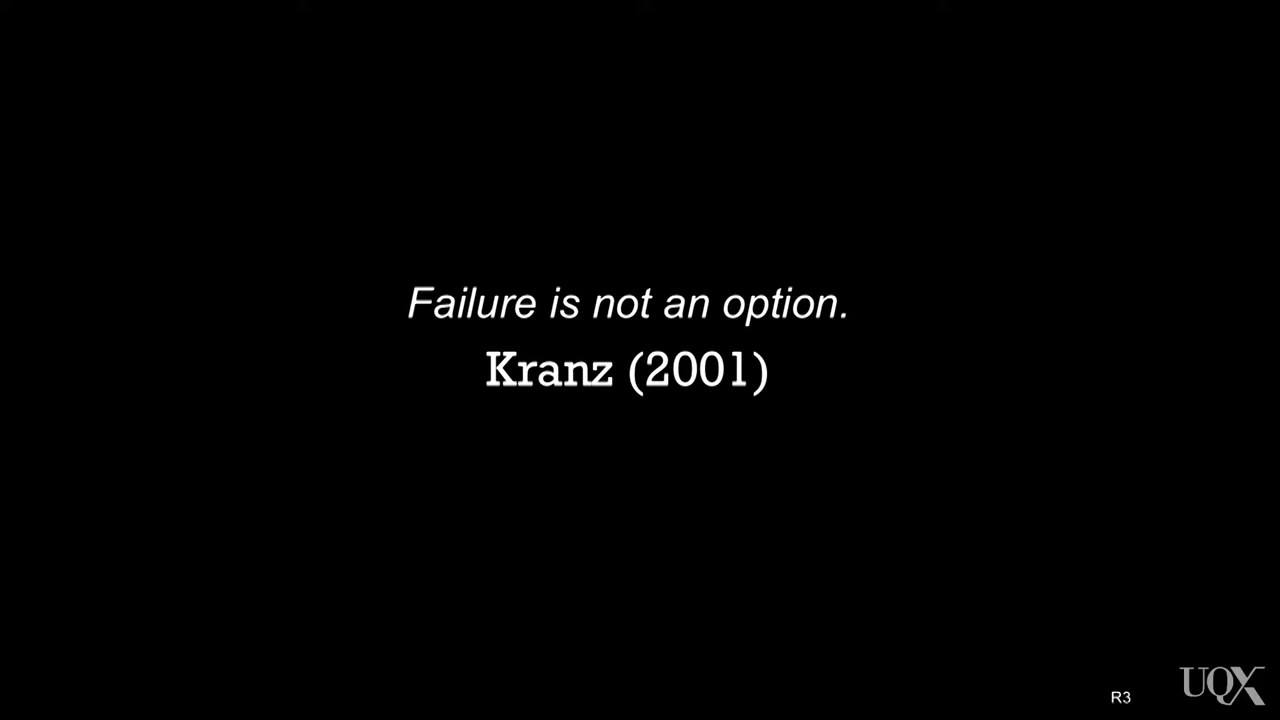 Failure is not an option.
Kranz (2001)
R3
UQX